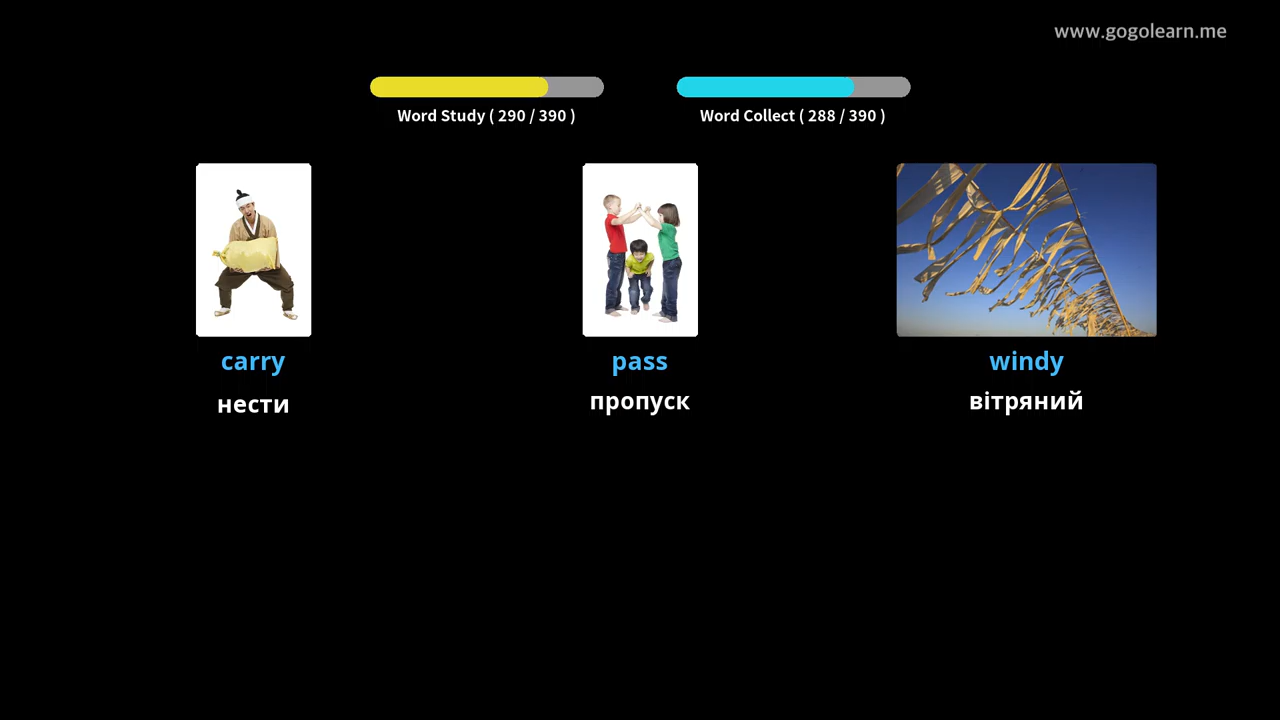 www.gogolearn.me
Word Study ( 290 / 390 )
Word Collect ( 288 / 390 )
carry
pass
windy
нести
пропуск
вітряний